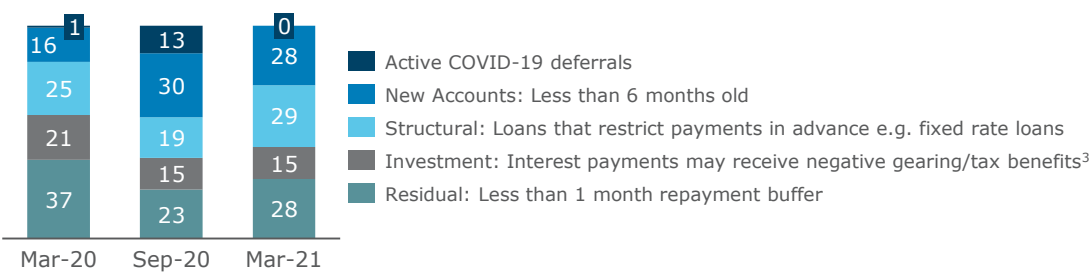 1
16
25
21
37
13
30
19
15
23
0
28
29
15
28
Mar-20 Sep-20 Mar-21
Active COVID-19 deferrals
New Accounts: Less than 6 months old
Structural: Loans that restrict payments in advance e.g. fixed rate loans
Investment: Interest payments may receive negative gearing/tax benefits³
Residual: Less than 1 month repayment buffer